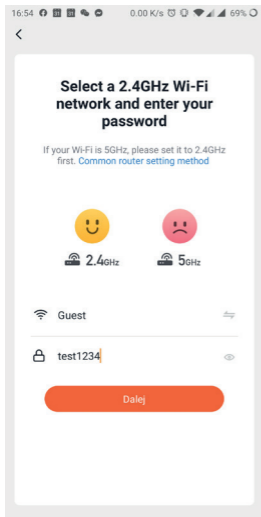 16:54 0.00 K/s 69%
Select a 2.4GHz Wi-Fi
network and enter your
password
If your Wi-Fi is 5GHz, please set it to 2.4GHz
first. Common router setting method
2.4GHz 5GHz
Guest
test1234
Dalej